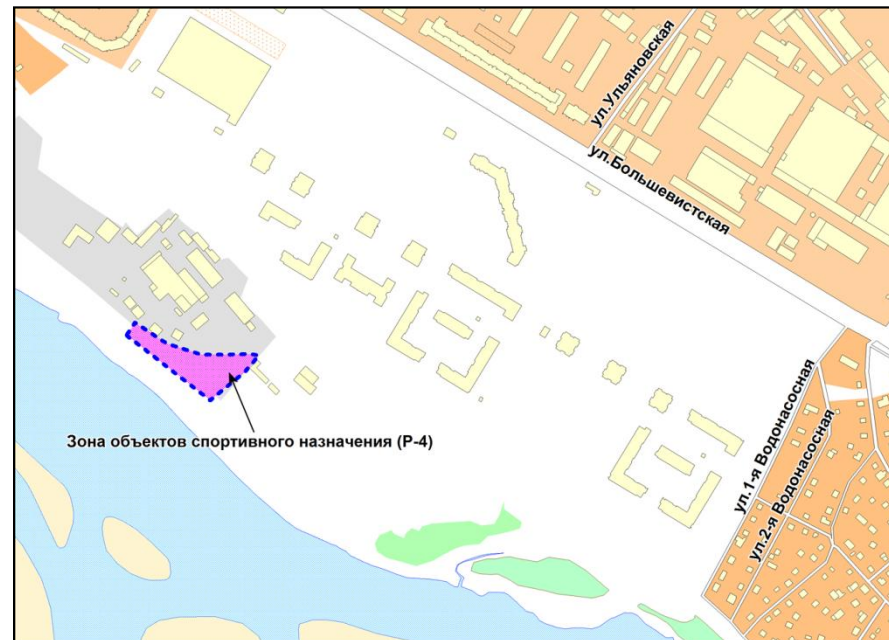 ул.Ульяновская
ул.Большевистская
ул.1-я Водонасосная
ул.2-я Водонасосная
Зона объектов спортивного назначения (Р-4)